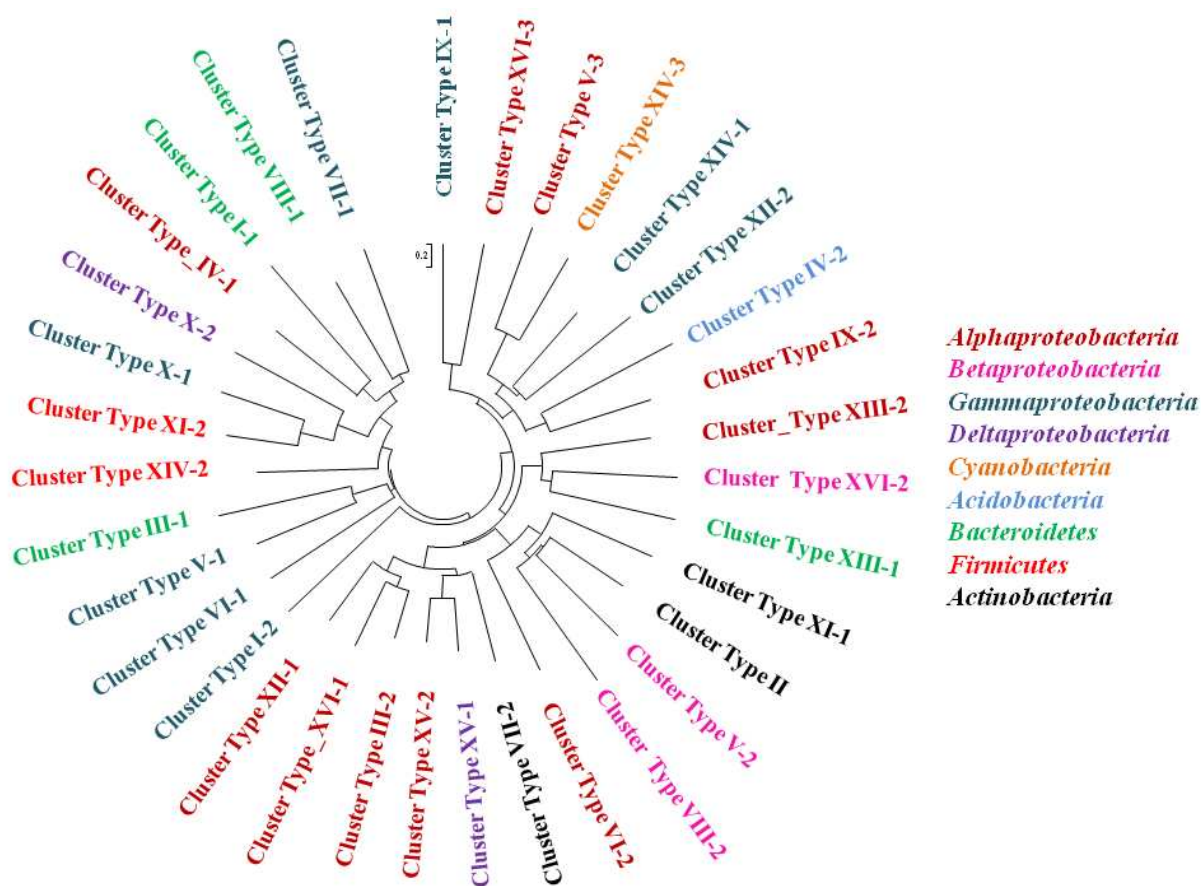 Cluster Type IX-1
Cluster Type XVI-3
Cluster Type V-3
Cluster Type XIV-3
Cluster Type XIV-1
Cluster Type XII-2
Cluster Type IV-2
Cluster Type IX-2
Cluster_Type XIII-2
Cluster Type XVI-2
Cluster Type XIII-1
Cluster Type XI-1
Cluster Type II
Cluster Type V-2
Cluster Type VIII-2
Cluster Type VI-2
Cluster Type VII-2
Cluster Type XV-1
Cluster Type XV-2
Cluster Type III-2
Cluster Type_XVI-1
Cluster Type XII-1
Cluster Type I-2
Cluster Type VI-1
Cluster Type V-1
Cluster Type III-1
Cluster Type XIV-2
Cluster Type XI-2
Cluster Type X-1
Cluster Type X-2
Cluster Type_IV-1
Cluster Type I-1
Cluster Type VIII-1
Cluster Type VII-1
0.2
Alphaproteobacteria
Betaproteobacteria
Gammaproteobacteria
Deltaproteobacteria
Cyanobacteria
Acidobacteria
Bacteroidetes
Firmicutes
Actinobacteria